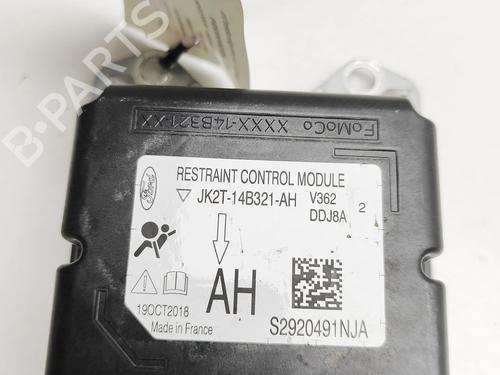 B-PARTS
FoMoCo XXXX-14B321-XX
Ford
RESTRAINT CONTROL MODULE
JK2T-14B321-AH V362
DDJ8A 2
AH
19OCT2018
Made in France
S2920491NJA